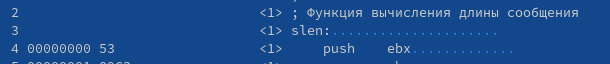 2 <1> ; Функция вычисления длины сообщения
3 <1> slen:.....................
4 00000000 53 <1> push ebx.............